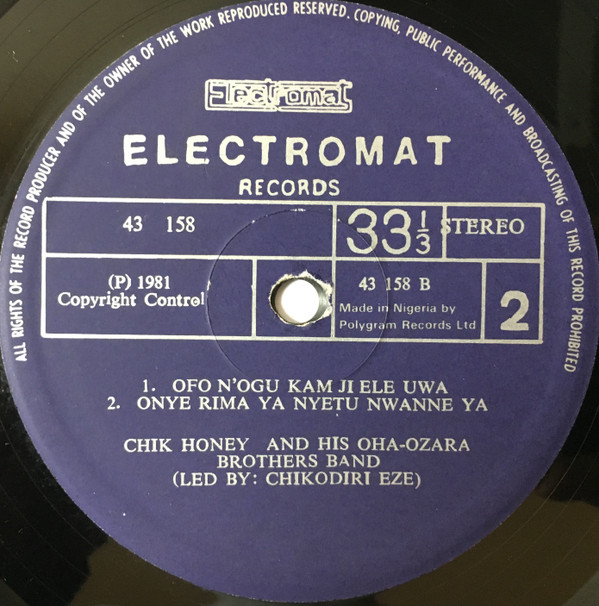 ALL RIGHTS OF THE RECORD PRODUCER AND OF THE OWNER OF THE WORK REPRODUCED RESERVED. COPYING, PUBLIC PERFORMANCE AND BROADCASTING OF THIS RECORD PROHIBITED
Electromat
ELECTROMAT
RECORDS
43 158
33 1/3
STEREO
(P) 1981
Copyright Control
43 158 B
Made in Nigeria by
Polygram Records Ltd
2
1. OFO N'OGU KAM JI ELE UWA
2. ONYE RIMA YA NYETU NWANNE YA
CHIK HONEY AND HIS OHA-OZARA
BROTHERS BAND
(LED BY: CHIKODIRI EZE)